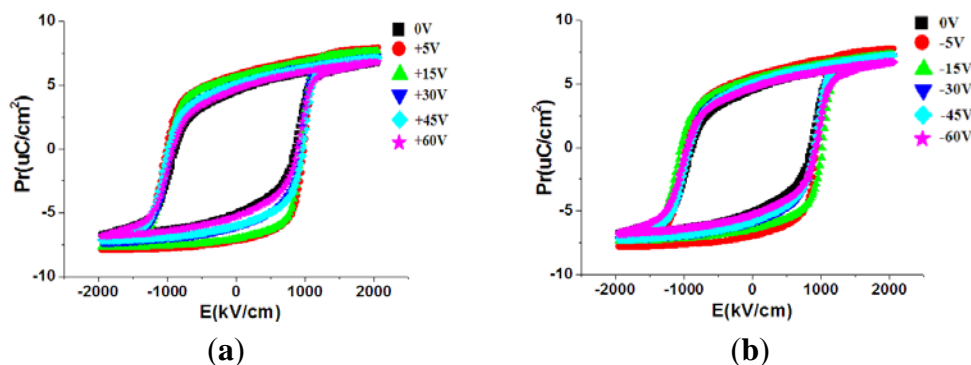 10
5
0
-5
-10
Pr(uC/cm²)
-2000 -1000 0 1000 2000
E(kV/cm)
0V
+5V
+15V
+30V
+45V
+60V
(a)
10
5
0
-5
-10
Pr(uC/cm²)
-2000 -1000 0 1000 2000
E(kV/cm)
0V
-5V
-15V
-30V
-45V
-60V
(b)